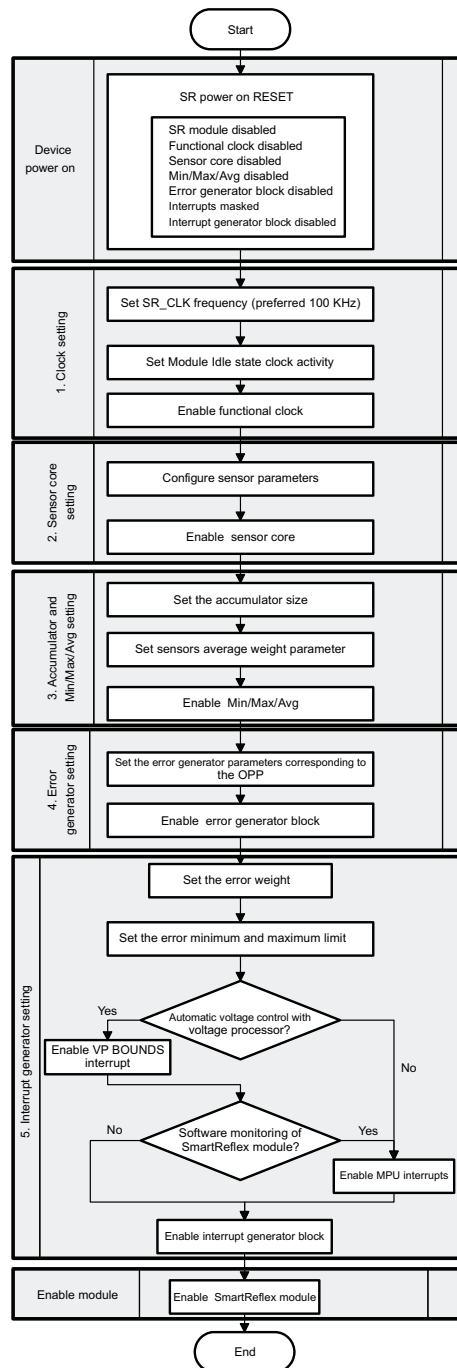 Start
Device
power on
SR power on RESET
SR module disabled
Functional clock disabled
Sensor core disabled
Min/Max/Avg disabled
Error generator block disabled
Interrupts masked
Interrupt generator block disabled
1. Clock setting
Set SR_CLK frequency (preferred 100 KHz)
Set Module Idle state clock activity
Enable functional clock
2. Sensor core
setting
Configure sensor parameters
Enable sensor core
3. Accumulator and
Min/Max/Avg setting
Set the accumulator size
Set sensors average weight parameter
Enable Min/Max/Avg
4. Error
generator setting
Set the error generator parameters corresponding to
the OPP
Enable error generator block
5. Interrupt generator setting
Set the error weight
Set the error minimum and maximum limit
Automatic voltage control with
voltage processor?
Yes
Enable VP BOUNDS
interrupt
No
Software monitoring of
SmartReflex module?
No
Yes
Enable MPU interrupts
Enable interrupt generator block
Enable module
Enable SmartReflex module
End